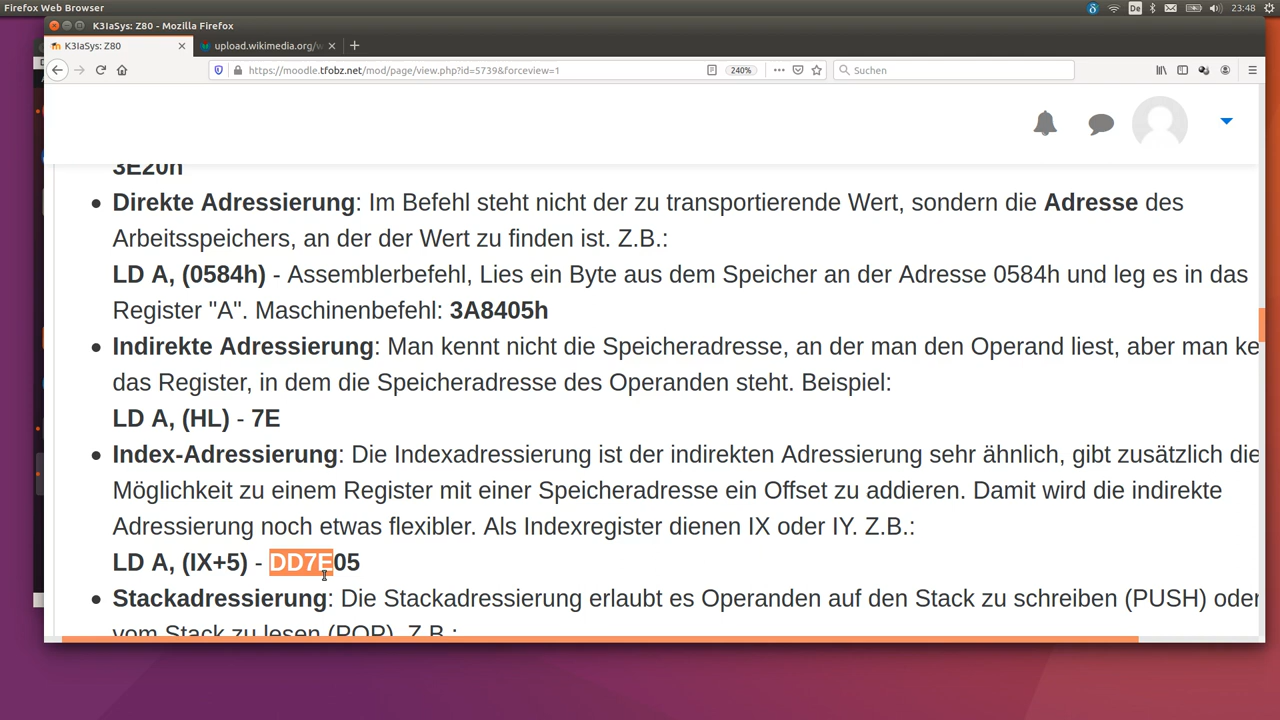 Firefox Web Browser
De
23:48
K3IaSys: Z80 - Mozilla Firefox
K3IaSys: Z80
upload.wikimedia.org/w
https://moodle.tfobz.net/mod/page/view.php?id=5739&forceview=1
240%
Suchen
3E20h
Direkte Adressierung: Im Befehl steht nicht der zu transportierende Wert, sondern die Adresse des
Arbeitsspeichers, an der der Wert zu finden ist. Z.B.:
LD A, (0584h) - Assemblerbefehl, Lies ein Byte aus dem Speicher an der Adresse 0584h und leg es in das
Register "A". Maschinenbefehl: 3A8405h
Indirekte Adressierung: Man kennt nicht die Speicheradresse, an der man den Operand liest, aber man ke
das Register, in dem die Speicheradresse des Operanden steht. Beispiel:
LD A, (HL) - 7E
Index-Adressierung: Die Indexadressierung ist der indirekten Adressierung sehr ähnlich, gibt zusätzlich die
Möglichkeit zu einem Register mit einer Speicheradresse ein Offset zu addieren. Damit wird die indirekte
Adressierung noch etwas flexibler. Als Indexregister dienen IX oder IY. Z.B.:
LD A, (IX+5) - DD7E05
Stackadressierung: Die Stackadressierung erlaubt es Operanden auf den Stack zu schreiben (PUSH) oder
vom Stack zu lesen (POP). Z.B.: